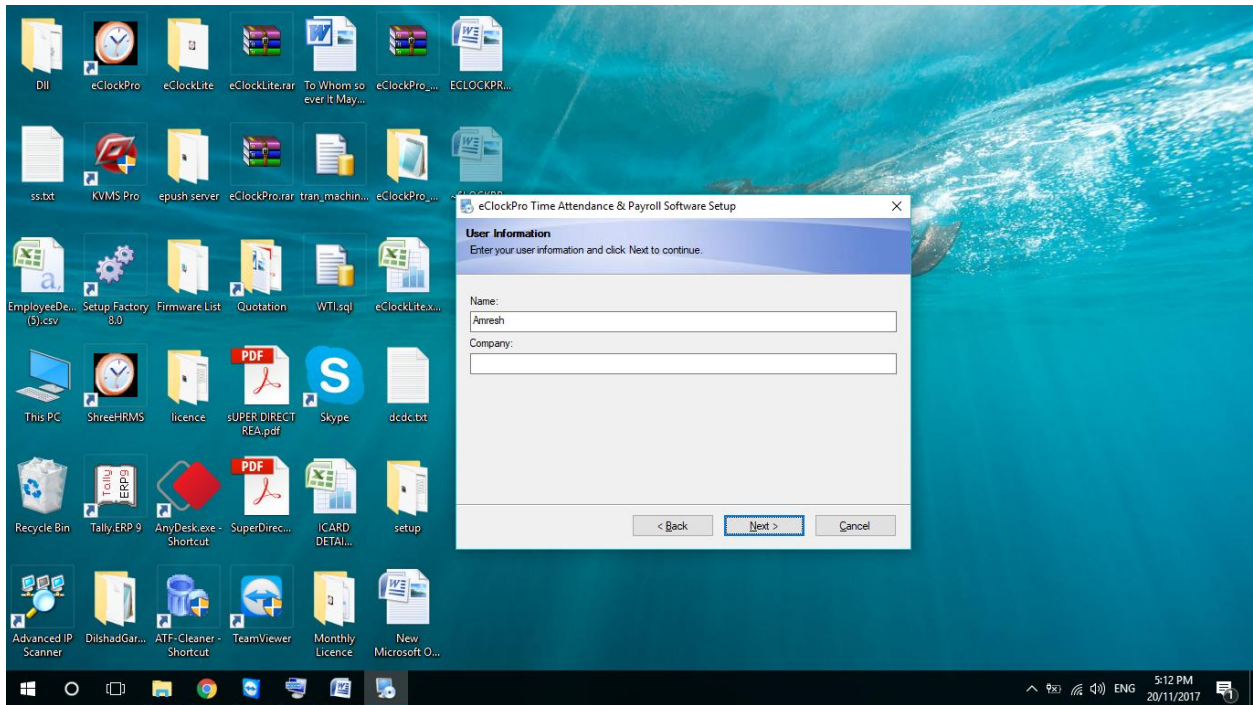 Dll
eClockPro
eClockLite
eClockLite.rar
To Whom so
ever It May...
eClockPro_...
ECLOCKPR...
ss.txt
KVMS Pro
epush server
eClockPro.rar
tran_machin...
eClockPro_...
eClockPro Time Attendance & Payroll Software Setup
User Information
Enter your user information and click Next to continue.
Name:
Amresh
Company:
< Back
Next >
Cancel
EmployeeDe...
(5).csv
Setup Factory
8.0
Firmware List
Quotation
WTI.sql
eClockLite.x...
This PC
ShreeHRMS
licence
PDF
sUPER DIRECT
REA.pdf
Skype
dcdc.txt
Recycle Bin
Tally
ERP9
Tally.ERP 9
AnyDesk.exe -
Shortcut
PDF
SuperDirec...
ICARD
DETAI...
setup
Advanced IP
Scanner
DilshadGar...
ATF-Cleaner -
Shortcut
TeamViewer
Monthly
Licence
New
Microsoft O...
ENG
5:12 PM
20/11/2017
1